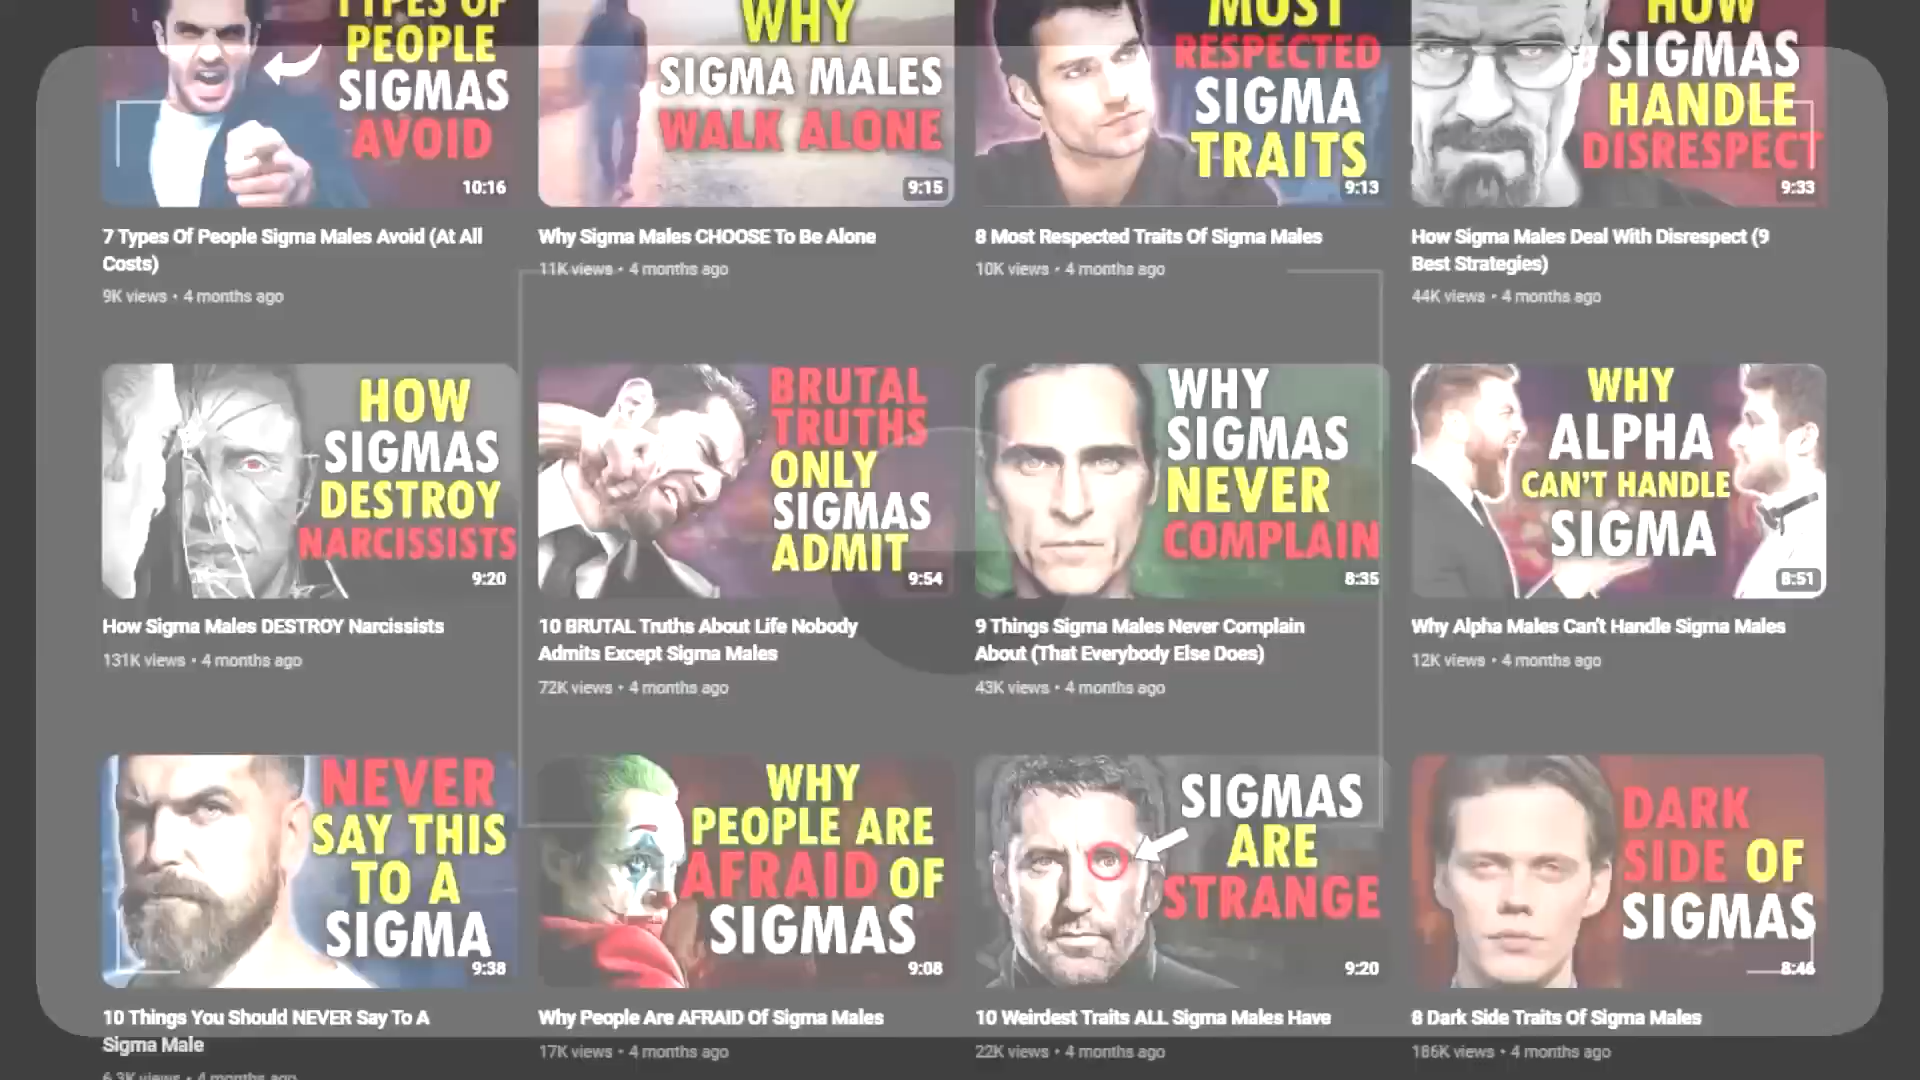 TYPES OF
PEOPLE
SIGMAS
AVOID
10:16
WHY
SIGMA MALES
WALK ALONE
9:15
MOST
RESPECTED
SIGMA
TRAITS
9:13
HOW
SIGMAS
HANDLE
DISRESPECT
9:33
7 Types Of People Sigma Males Avoid (At All
Costs)
9K views • 4 months ago
Why Sigma Males CHOOSE To Be Alone
11K views • 4 months ago
8 Most Respected Traits Of Sigma Males
10K views • 4 months ago
How Sigma Males Deal With Disrespect (9
Best Strategies)
44K views • 4 months ago
HOW
SIGMAS
DESTROY
NARCISSISTS
9:20
BRUTAL
TRUTHS
ONLY
SIGMAS
ADMIT
9:54
WHY
SIGMAS
NEVER
COMPLAIN
8:35
WHY
ALPHA
CAN'T HANDLE
SIGMA
8:51
How Sigma Males DESTROY Narcissists
131K views • 4 months ago
10 BRUTAL Truths About Life Nobody
Admits Except Sigma Males
72K views • 4 months ago
9 Things Sigma Males Never Complain
About (That Everybody Else Does)
43K views • 4 months ago
Why Alpha Males Can't Handle Sigma Males
12K views • 4 months ago
NEVER
SAY THIS
TO A
SIGMA
9:38
WHY
PEOPLE ARE
AFRAID OF
SIGMAS
9:08
SIGMAS
ARE
STRANGE
9:20
DARK
SIDE OF
SIGMAS
8:46
10 Things You Should NEVER Say To A
Sigma Male
6.3K views • 4 months ago
Why People Are AFRAID Of Sigma Males
17K views • 4 months ago
10 Weirdest Traits ALL Sigma Males Have
22K views • 4 months ago
8 Dark Side Traits Of Sigma Males
186K views • 4 months ago